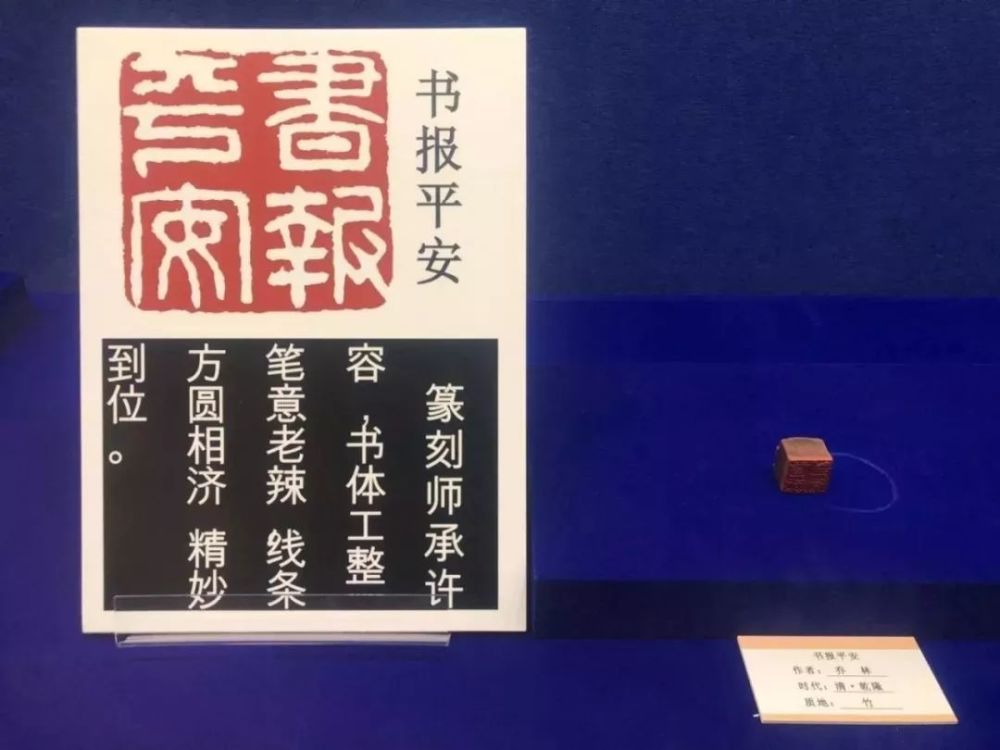 書報平安
书报平安
篆刻师承许
容，书体工整
笔意老辣 线条
方圆相济 精妙
到位。
书报平安
作者：乔 林
时代：清·乾隆
质地：竹